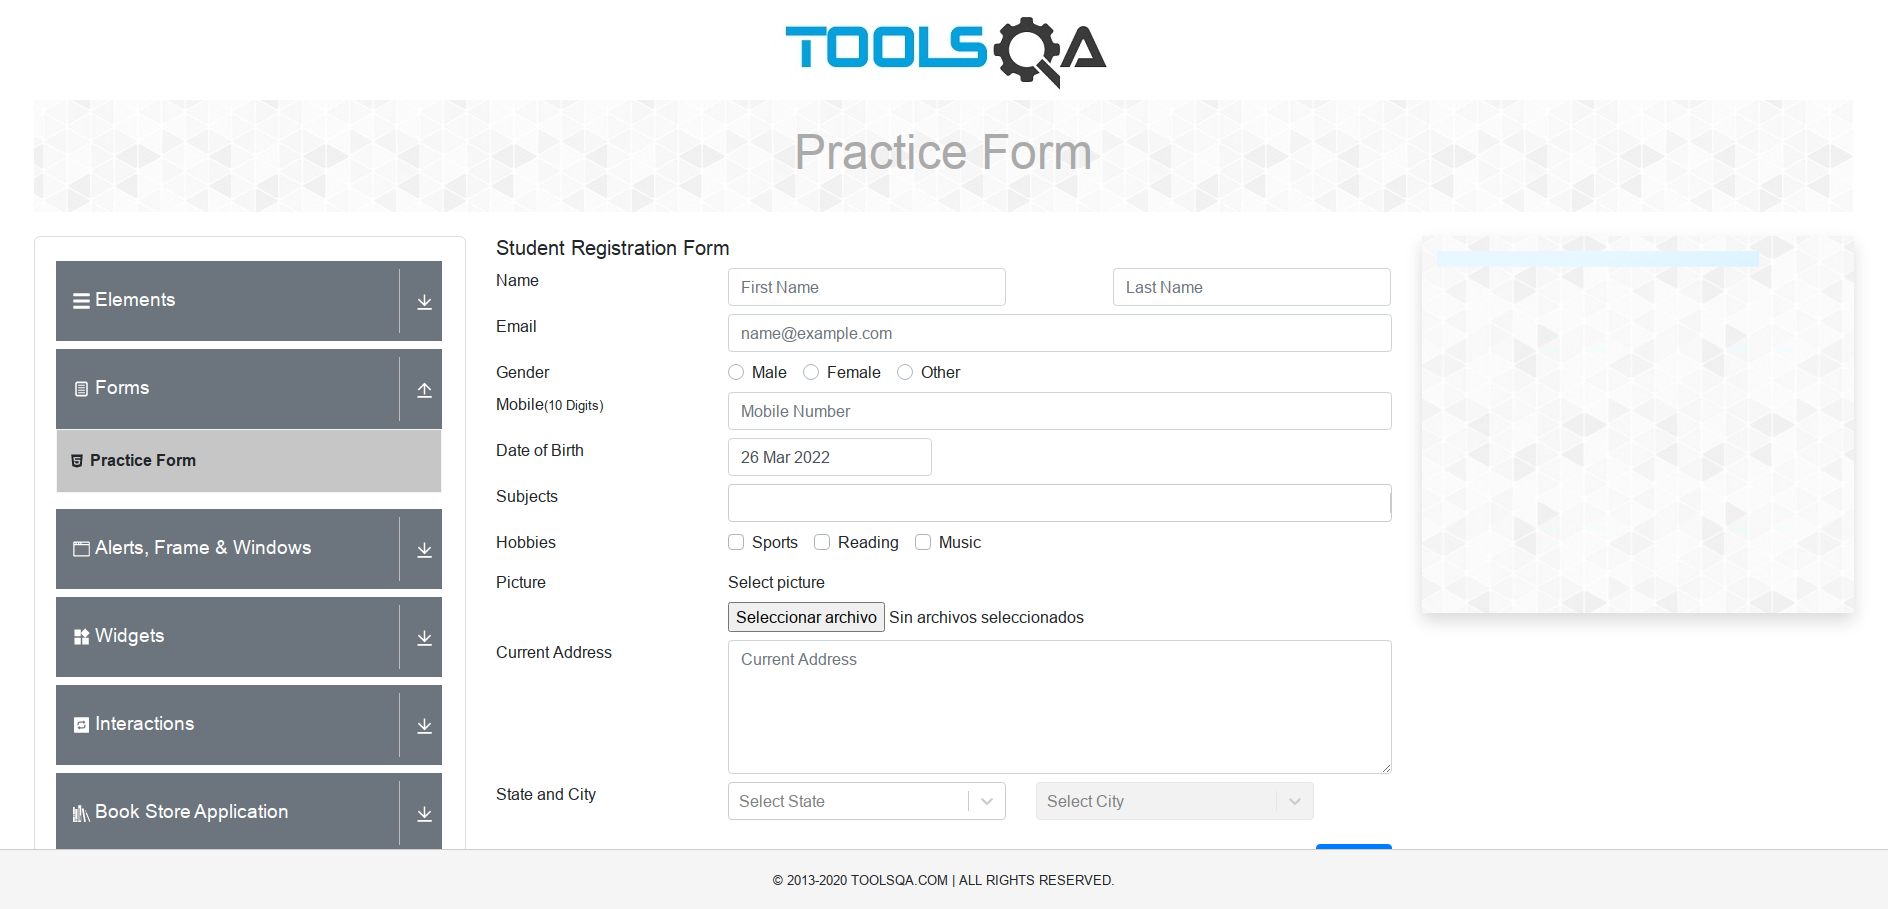 TOOLSQA
Practice Form
Elements
Forms
Practice Form
Alerts, Frame & Windows
Widgets
Interactions
Book Store Application
Student Registration Form
Name
First Name
Last Name
Email
name@example.com
Gender
Male
Female
Other
Mobile(10 Digits)
Mobile Number
Date of Birth
26 Mar 2022
Subjects
Hobbies
Sports
Reading
Music
Picture
Select picture
Seleccionar archivo Sin archivos seleccionados
Current Address
Current Address
State and City
Select State
Select City
© 2013-2020 TOOLSQA.COM | ALL RIGHTS RESERVED.